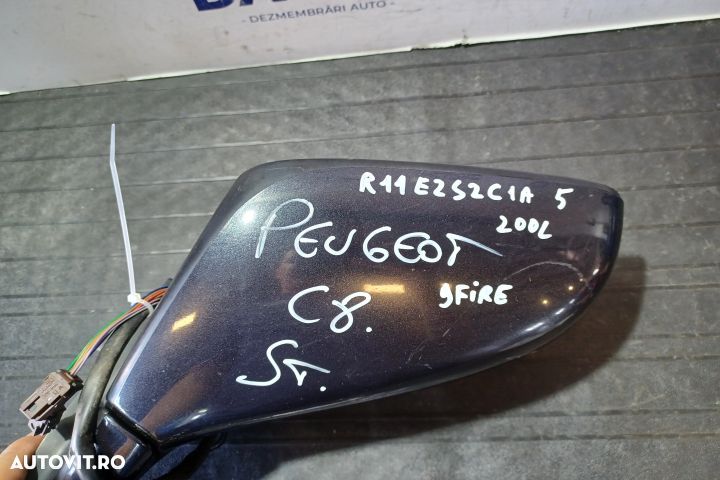 - DEZMEMBRĂRI AUTO -
R11E2S2C1A 5
200L
PEUGEOT
C8.
9FIRE
ST.
AUTOVIT.RO